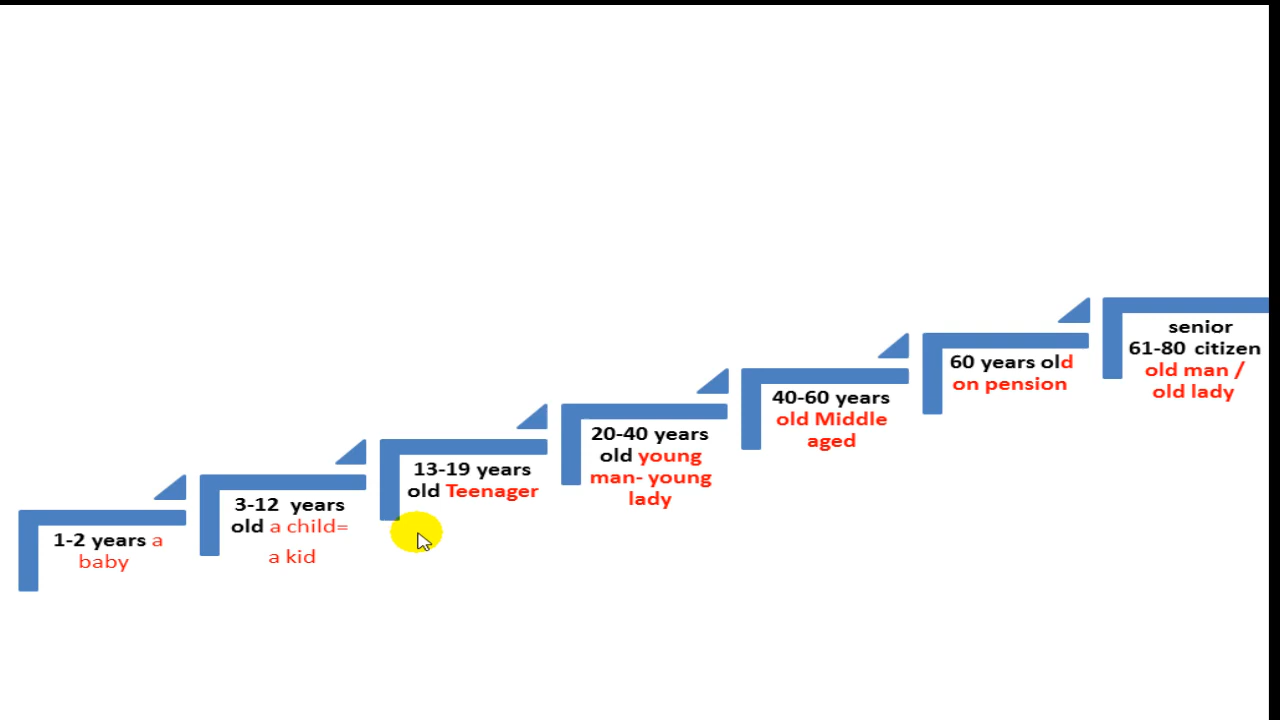 1-2 years a
baby
3-12 years
old a child=
a kid
13-19 years
old Teenager
20-40 years
old young
man- young
lady
40-60 years
old Middle
aged
60 years old
on pension
senior
61-80 citizen
old man /
old lady